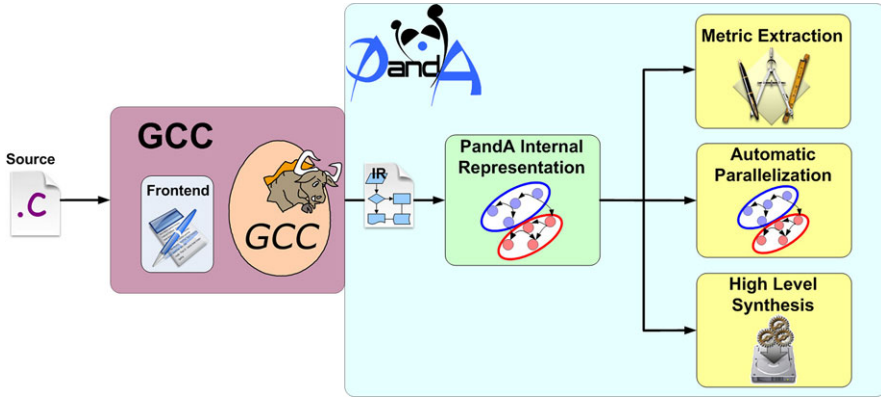 Source
.C
GCC
Frontend
GCC
PandA
IR
PandA Internal
Representation
Metric Extraction
Automatic
Parallelization
High Level
Synthesis